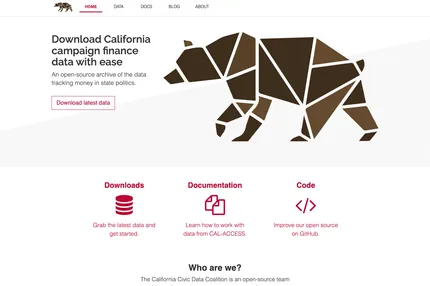 HOME DATA DOCS BLOG ABOUT
Download California
campaign finance
data with ease
An open-source archive of the data
tracking money in state politics.
Download latest data
Downloads
Grab the latest data and
get started.
Documentation
Learn how to work with
data from CAL-ACCESS.
Code
Improve our open source
on GitHub.
Who are we?
The California Civic Data Coalition is an open-source team